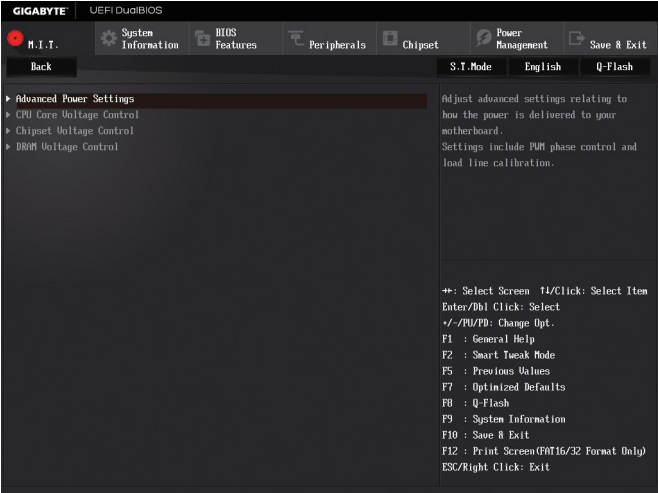 GIGABYTE™ UEFI DualBIOS
M.I.T.
System Information
BIOS Features
Peripherals
Chipset
Power Management
Save & Exit
Back
S.T.Mode English Q-Flash
Advanced Power Settings
CPU Core Voltage Control
Chipset Voltage Control
DRAM Voltage Control
Adjust advanced settings relating to
how the power is delivered to your
motherboard.
Settings include PWM phase control and
load line calibration.
→←: Select Screen ↑↓/Click: Select Item
Enter/Dbl Click: Select
+/-/PU/PD: Change Opt.
F1 : General Help
F2 : Smart Tweak Mode
F5 : Previous Values
F7 : Optimized Defaults
F8 : Q-Flash
F9 : System Information
F10 : Save & Exit
F12 : Print Screen(FAT16/32 Format Only)
ESC/Right Click: Exit